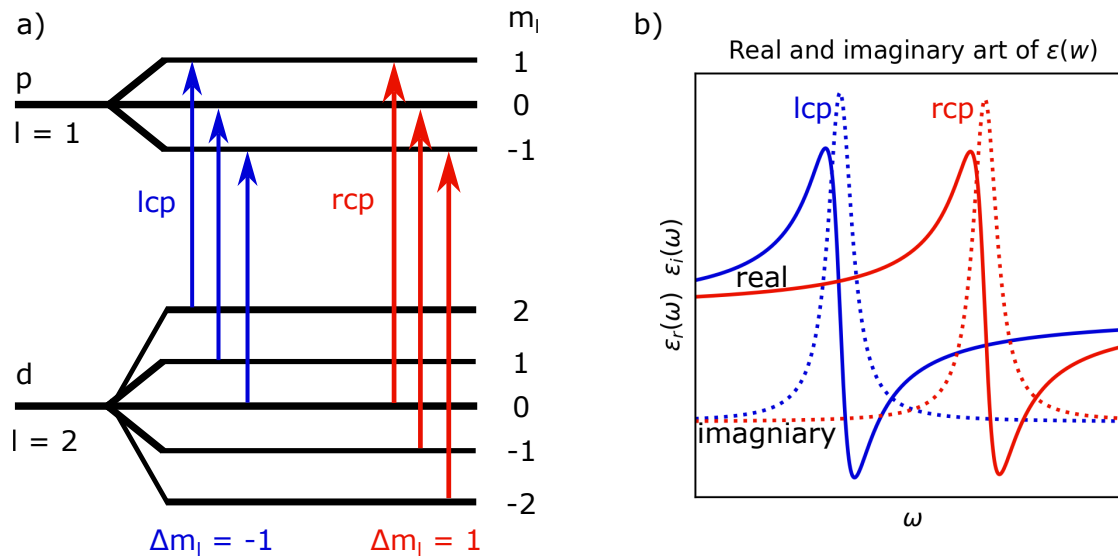 a)
m_l
p
l = 1
1
0
-1
lcp
rcp
d
l = 2
2
1
0
-1
-2
Δm_l = -1
Δm_l = 1
b)
Real and imaginary art of ε(w)
lcp
rcp
real
imagniary
ε_r(ω) ε_i(ω)
ω